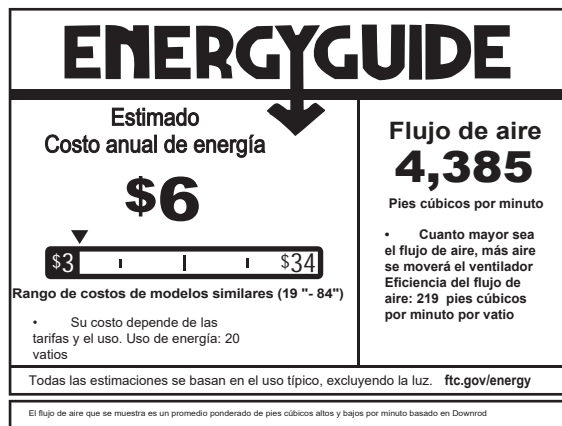 ENERGYGUIDE
Estimado
Costo anual de energía
$6
$3
$34
Rango de costos de modelos similares (19 "- 84")
• Su costo depende de las
tarifas y el uso. Uso de energía: 20
vatios
Flujo de aire
4,385
Pies cúbicos por minuto
• Cuanto mayor sea
el flujo de aire, más aire
se moverá el ventilador
Eficiencia del flujo de
aire: 219 pies cúbicos
por minuto por vatio
Todas las estimaciones se basan en el uso típico, excluyendo la luz. ftc.gov/energy
El flujo de aire que se muestra es un promedio ponderado de pies cúbicos altos y bajos por minuto basado en Downrod